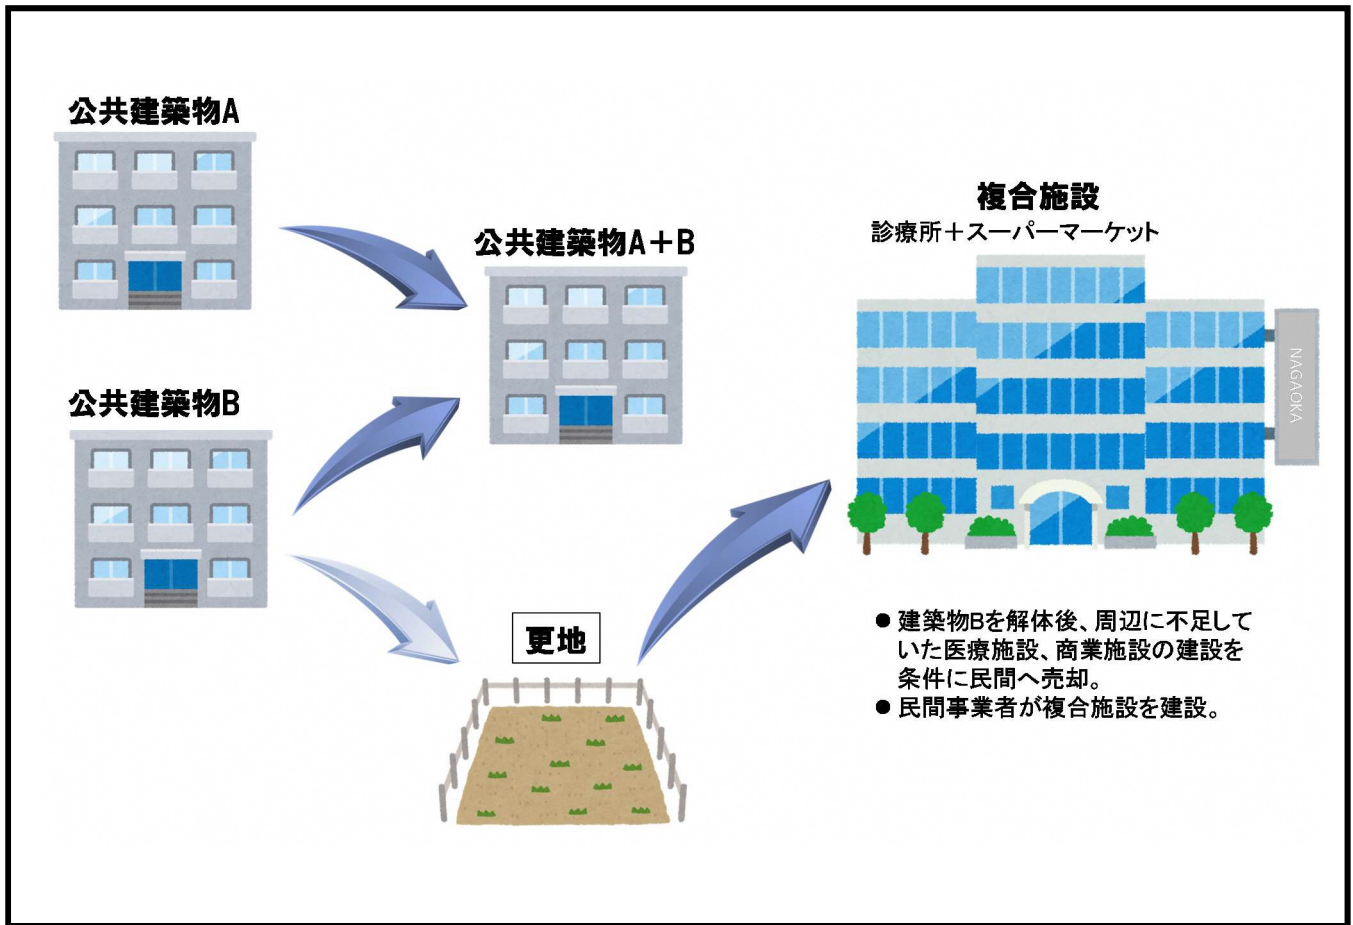 公共建築物A
公共建築物A+B
公共建築物B
更地
複合施設
診療所+スーパーマーケット
NAGAOKA
● 建築物Bを解体後、周辺に不足して
いた医療施設、商業施設の建設を
条件に民間へ売却。
● 民間事業者が複合施設を建設。